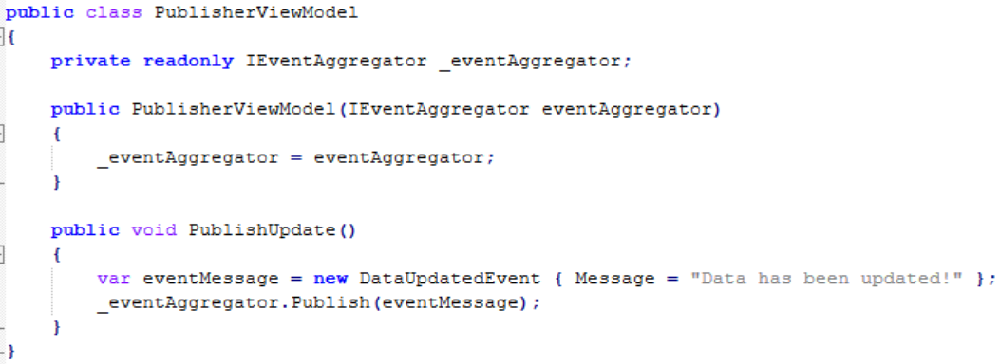 public class PublisherViewModel
{
    private readonly IEventAggregator _eventAggregator;

    public PublisherViewModel(IEventAggregator eventAggregator)
    {
        _eventAggregator = eventAggregator;
    }

    public void PublishUpdate()
    {
        var eventMessage = new DataUpdatedEvent { Message = "Data has been updated!" };
        _eventAggregator.Publish(eventMessage);
    }
}